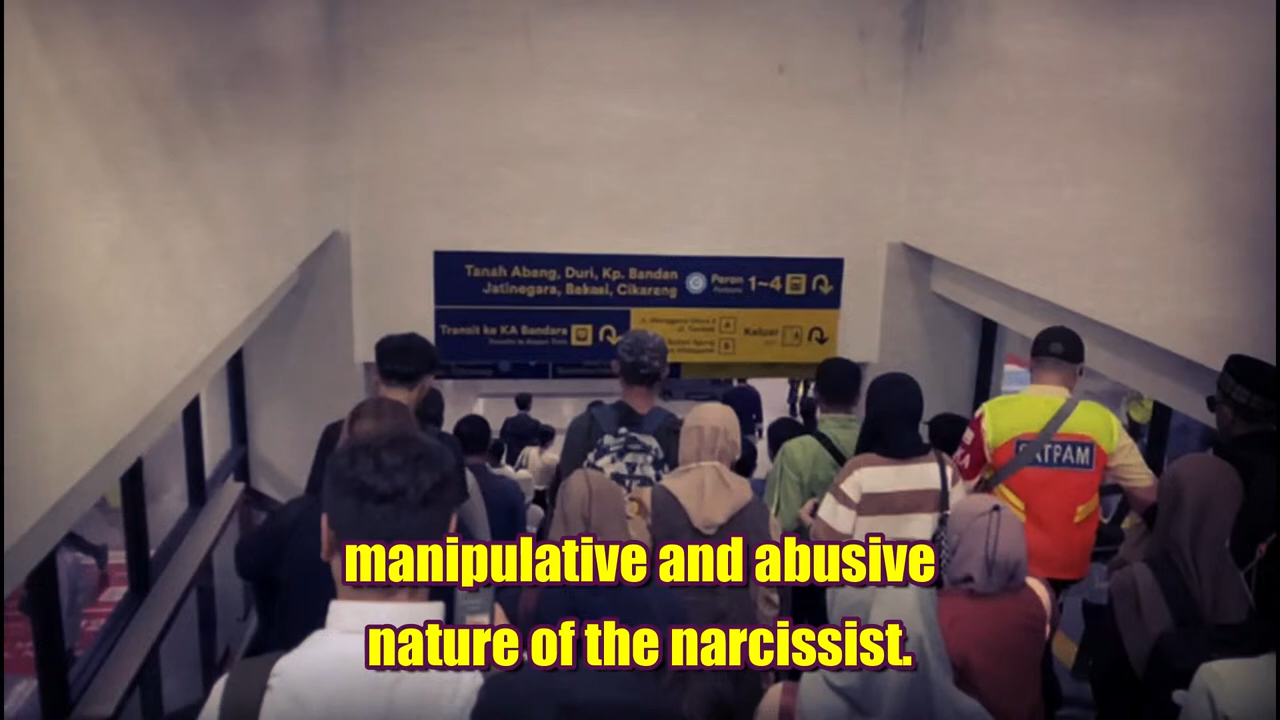 Tanah Abang, Duri, Kp. Bandan
Jatinegara, Bekasi, Cikarang
Peron 1~4
Transit ke KA Bandara
A
Keluar
B
SATPAM
manipulative and abusive
nature of the narcissist.